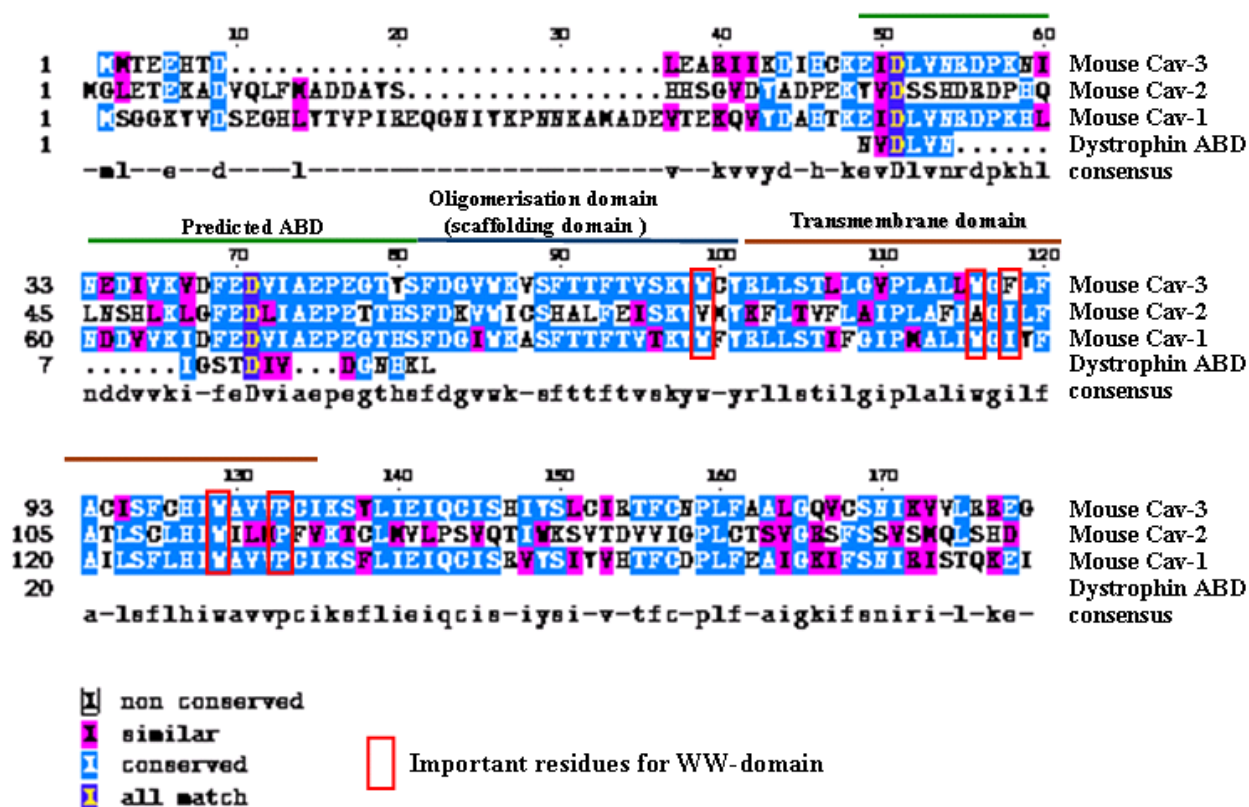 10 20 30 40 50 60
1 MMTEEHTD...........................LEARIIKDIHCKEIDLVNRDPKNI Mouse Cav-3
1 MGLETEKADVQLFMADDAYS................HHSGVDYADPEKYVDSSHDRDPHQ Mouse Cav-2
1 MSGGKYVDSEGHLYTVPIREQGNIYKPNNKAMADEVTEKQVYDAHTKEIDLVNRDPKHL Mouse Cav-1
1 NVDLVN...... Dystrophin ABD
-ml--e--d----l----------------------v--kvvyd-h-kevDlvnrdpkhl consensus
Predicted ABD
Oligomerisation domain
(scaffolding domain )
Transmembrane domain
70 80 90 100 110 120
33 NEDIVKVDFEDVIAEPEGTYSFDGVWKVSFTTFTVSKYWCYRLLSTLLGVPLALLWGFLF Mouse Cav-3
45 LNSHLKLGFEDLIAEPETTHSFDKVWICSHALFEISKYVMYKFLTVFLAIPLAFIAGILF Mouse Cav-2
60 NDDVVKIDFEDVIAEPEGTHSFDGIWKASFTTFTVTKYWFYRLLSTIFGIPMALIWGIYF Mouse Cav-1
7 ......IGSTDIV...DGNHKL Dystrophin ABD
nddvvki-feDviaepegthsfdgvwk-sfttftvskyw-yrllstilgiplaliwgilf consensus
130 140 150 160 170
93 ACISFCHIWAVVPCIKSYLIEIQCISHIYSLCIRTFCNPLFAALGQVCSNIKVVLRREG Mouse Cav-3
105 ATLSCLHIWILMPFVKTCLMVLPSVQTIWKSVTDVVIGPLCTSVGRSFSSVSMQLSHD Mouse Cav-2
120 AILSFLHIWAVVPCIKSFLIEIQCISRVYSIYVHTFCDPLFEAIGKIFSNIRISTQKEI Mouse Cav-1
20 Dystrophin ABD
a-lsflhiwavvpciksflieiqcis-iysi-v-tfc-plf-aigkifsniri-l-ke- consensus
I non conserved
I similar
I conserved
I all match
Important residues for WW-domain